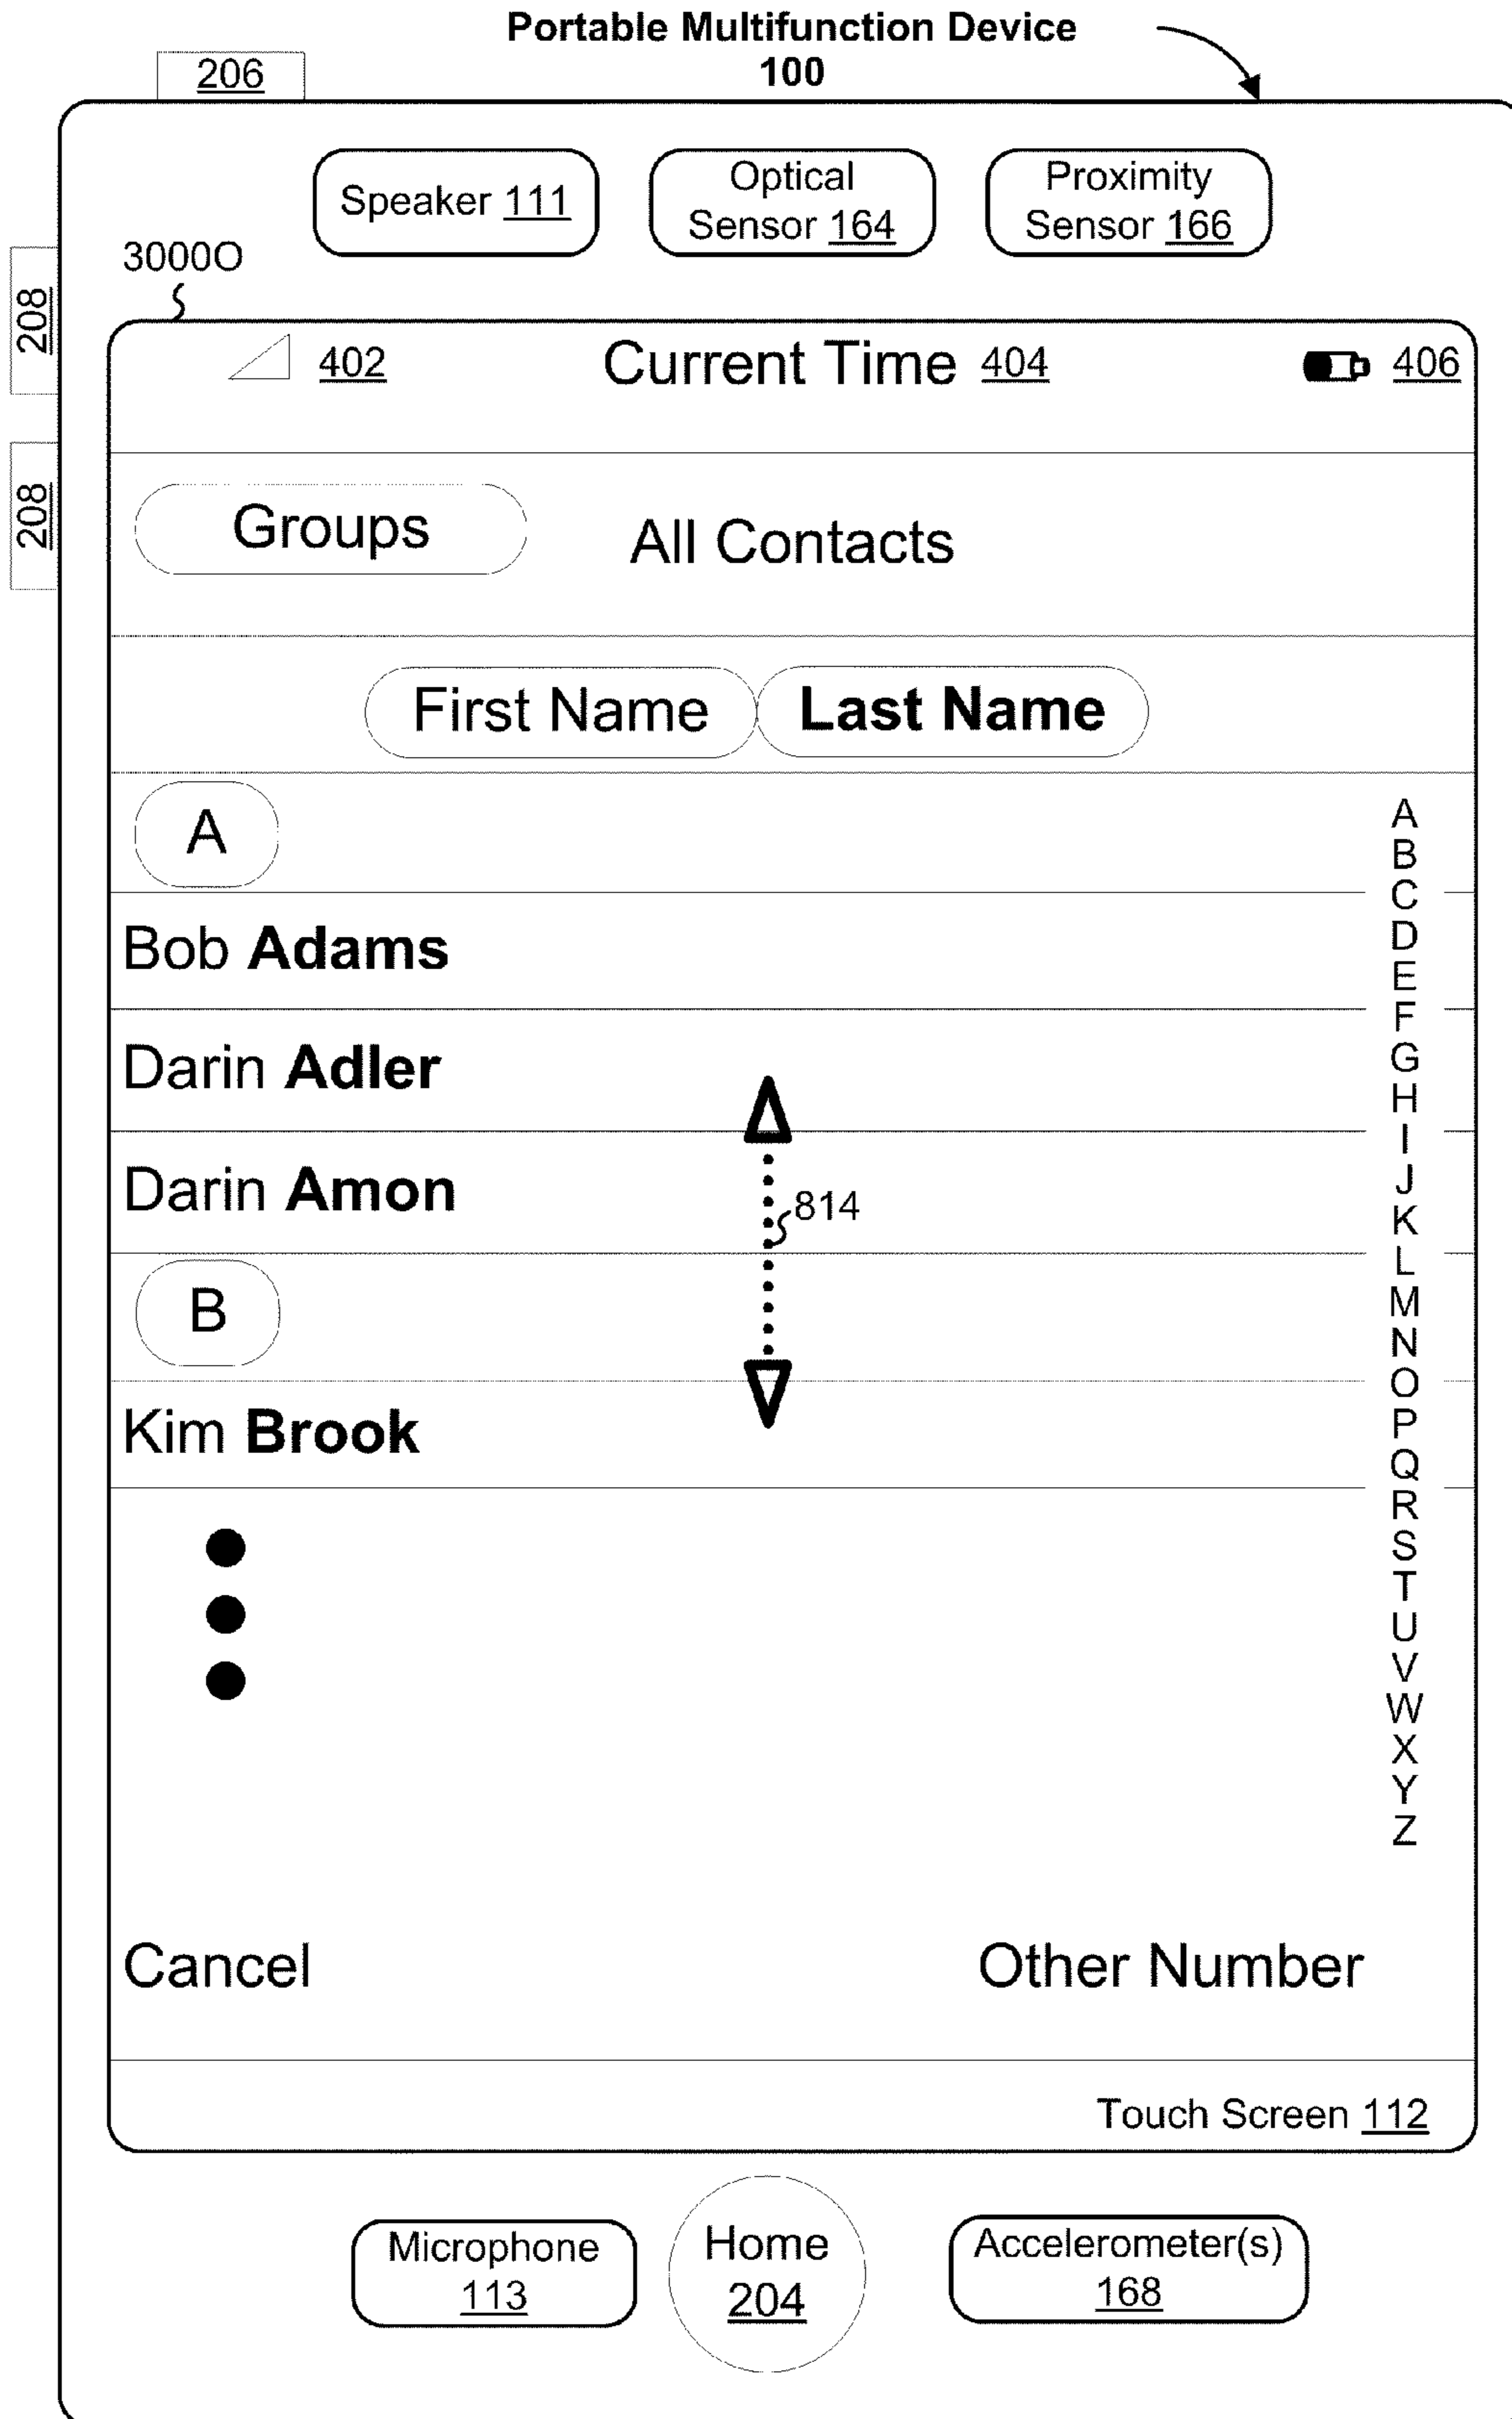 Portable Multifunction Device
100
206
Speaker 111
Optical
Sensor 164
Proximity
Sensor 166
3000O
208
208
402
Current Time 404
406
Groups
All Contacts
First Name
Last Name
A
Bob Adams
Darin Adler
Darin Amon
814
B
Kim Brook
A
B
C
D
E
F
G
H
I
J
K
L
M
N
O
P
Q
R
S
T
U
V
W
X
Y
Z
Cancel
Other Number
Touch Screen 112
Microphone
113
Home
204
Accelerometer(s)
168